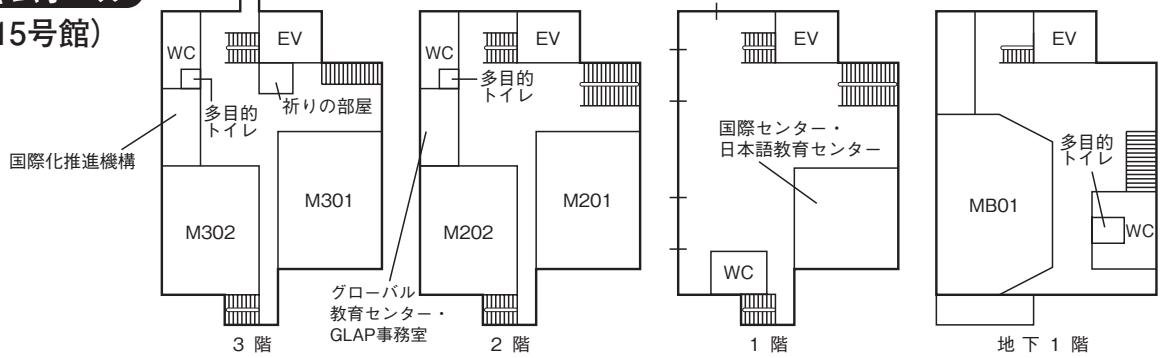 15号館）
WC
EV
多目的
トイレ
祈りの部屋
国際化推進機構
M302
M301
3 階
WC
EV
多目的
トイレ
M202
M201
グローバル
教育センター・
GLAP事務室
2 階
EV
国際センター・
日本語教育センター
WC
1 階
EV
多目的
トイレ
MB01
WC
地 下 1 階